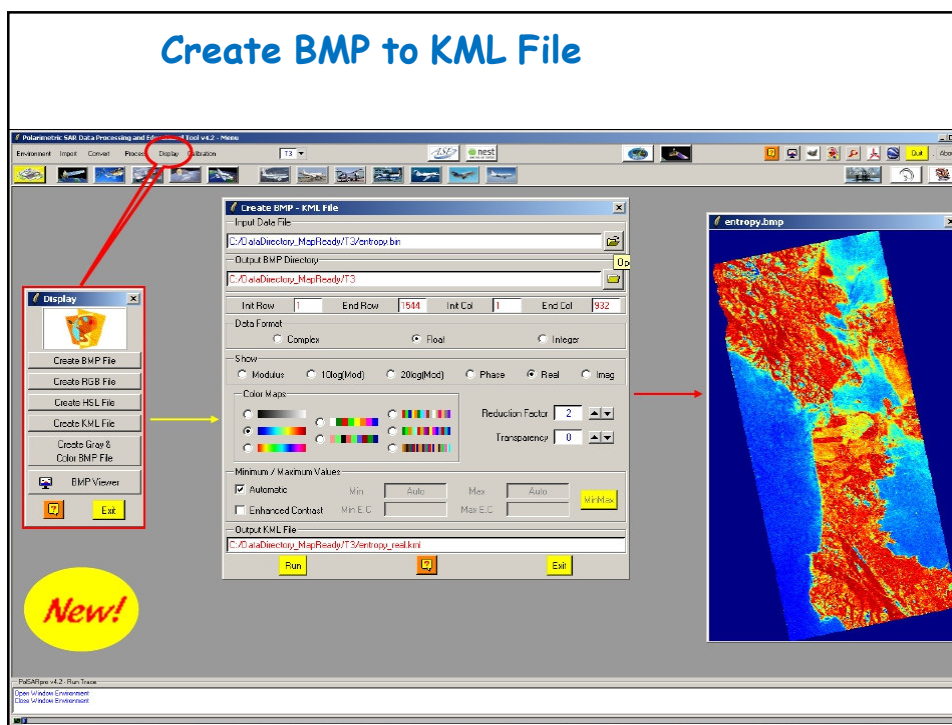 Create BMP to KML File
Polarimetric SAR Data Processing and Educational Tool v4.2 - Menu
Environment Import Convert Process Display Calibration
T3
ASF
nest
Quit
Abou
Create BMP - KML File
Input Data File
C:/DataDirectory_MapReady/T3/entropy.bin
Op
Output BMP Directory
C:/DataDirectory_MapReady/T3
Init Row 1 End Row 1544 Init Col 1 End Col 932
Data Format
Complex Float Integer
Show
Modulus 10log(Mod) 20log(Mod) Phase Real Imag
Color Maps
Reduction Factor 2
Transparency 0
Minimum / Maximum Values
Automatic Min Auto Max Auto
MinMax
Enhanced Contrast Min E.C Max E.C
Output KML File
C:/DataDirectory_MapReady/T3/entropy_real.kml
Run Exit
Display
Create BMP File
Create RGB File
Create HSL File
Create KML File
Create Gray &
Color BMP File
BMP Viewer
Exit
New!
entropy.bmp
PolSARpro v4.2 - Run Trace
Open Window Environment
Close Window Environment